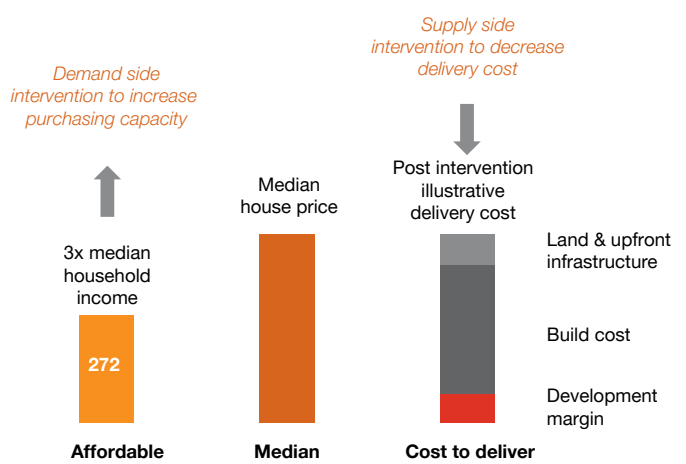 Demand side
intervention to increase
purchasing capacity
Supply side
intervention to decrease
delivery cost
3x median
household
income
Median
house price
Post intervention
illustrative
delivery cost
272
Land & upfront
infrastructure
Build cost
Development
margin
Affordable
Median
Cost to deliver